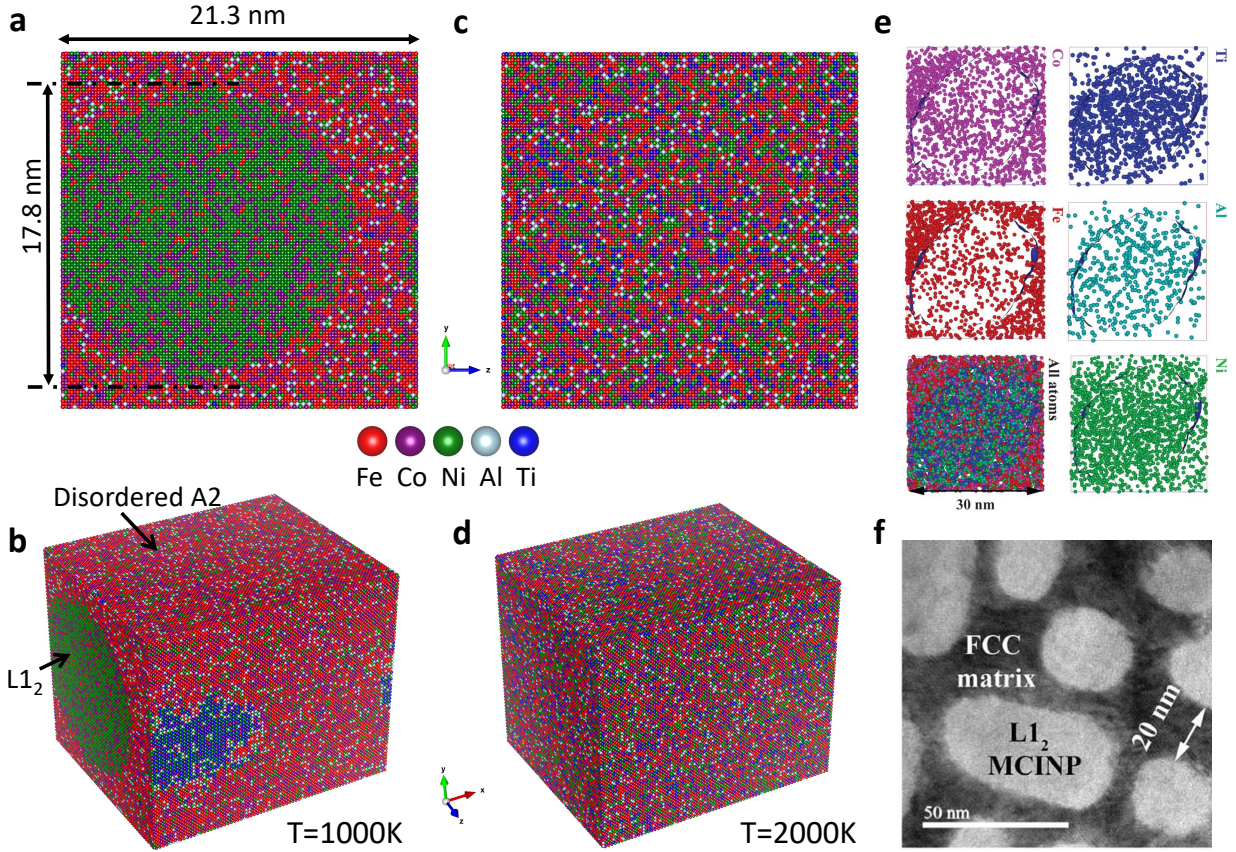 a
21.3 nm
17.8 nm
c
y
z
Fe Co Ni Al Ti
Disordered A2
b
L1₂
T=1000K
d
y
x
z
T=2000K
e
Co
Ti
Fe
Al
All atoms
Ni
30 nm
f
FCC
matrix
L1₂
MCINP
20 nm
50 nm